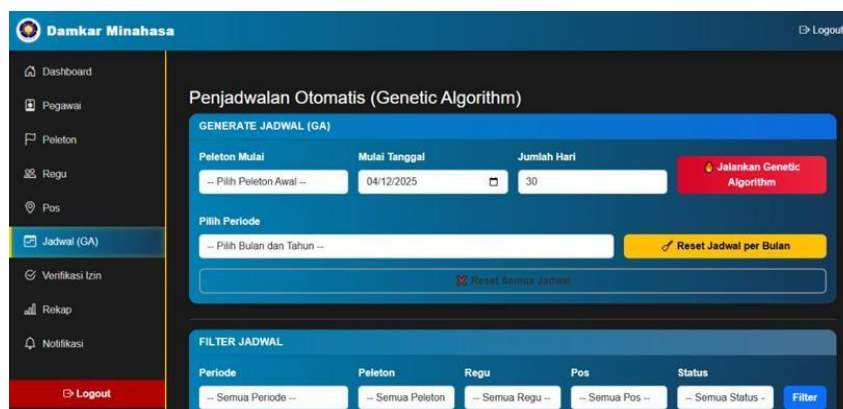 Damkar Minahasa
Logout
Dashboard
Pegawai
Peleton
Regu
Pos
Jadwal (GA)
Verifikasi Izin
Rekap
Notifikasi
Logout
Penjadwalan Otomatis (Genetic Algorithm)
GENERATE JADWAL (GA)
Peleton Mulai Mulai Tanggal Jumlah Hari
-- Pilih Peleton Awal -- 04/12/2025 30
Jalankan Genetic
Algorithm
Pilih Periode
-- Pilih Bulan dan Tahun -- Reset Jadwal per Bulan
Reset Semua Jadwal
FILTER JADWAL
Periode Peleton Regu Pos Status
-- Semua Periode -- -- Semua Peleton -- Semua Regu -- -- Semua Pos -- -- Semua Status - Filter